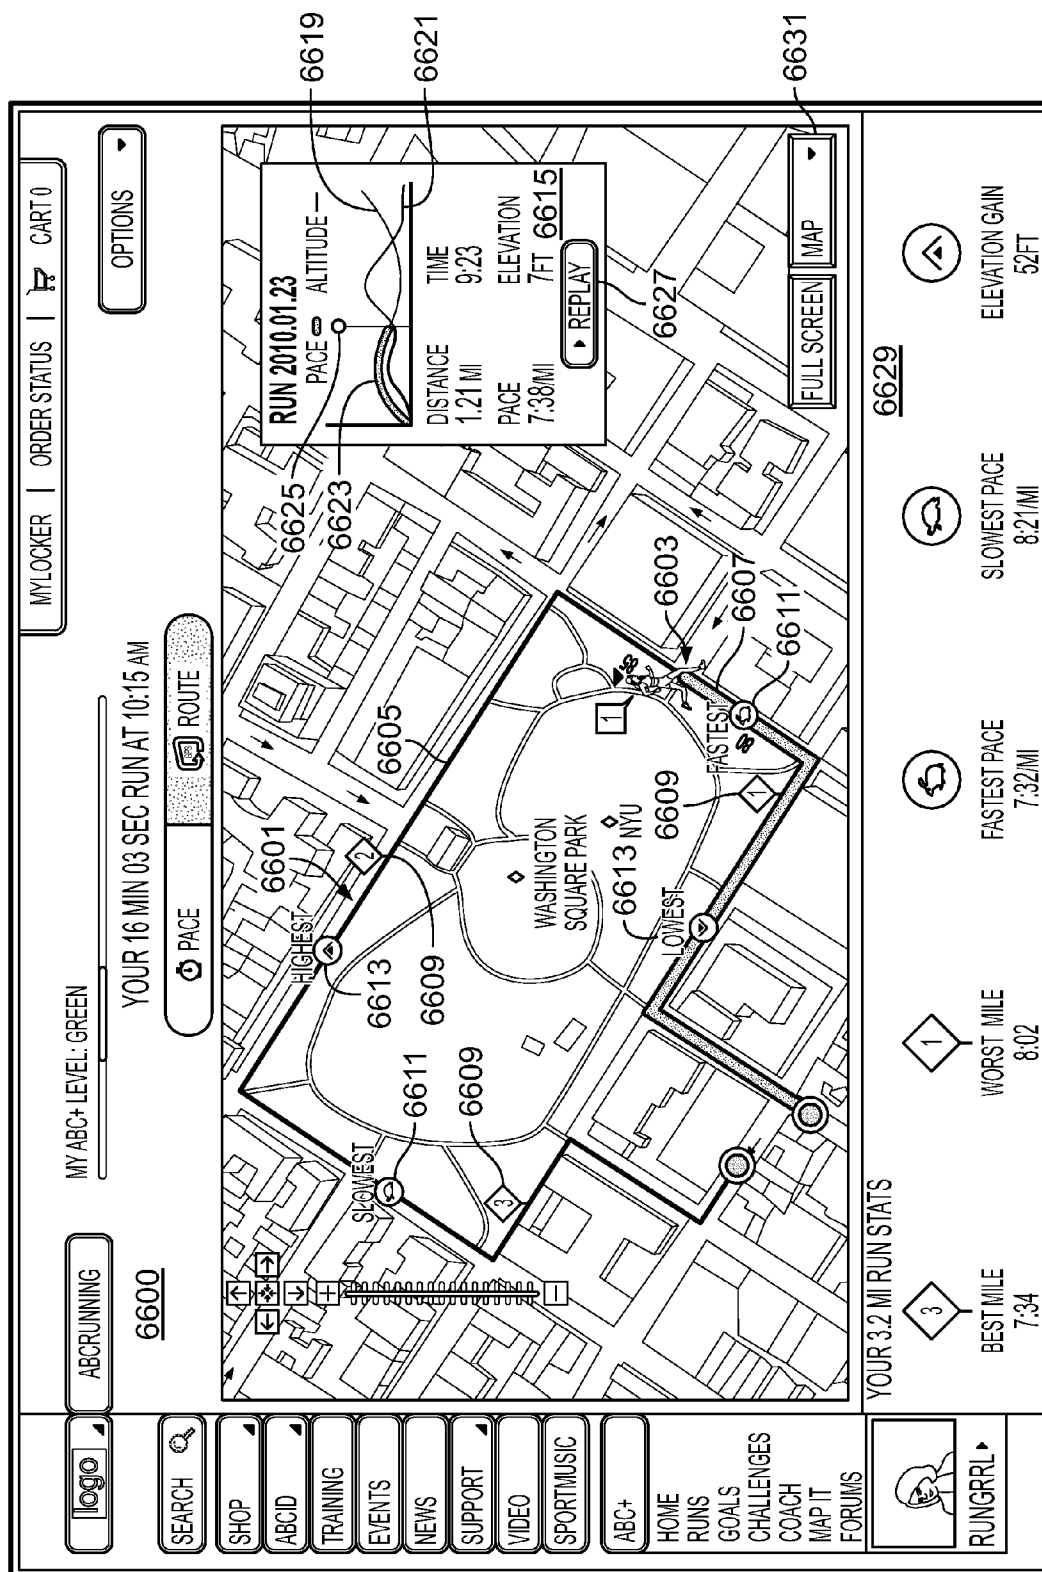 logo
ABCRUNNING
MY ABC+ LEVEL: GREEN
MY LOCKER | ORDER STATUS | CART 0
6600
YOUR 16 MIN 03 SEC RUN AT 10:15 AM
OPTIONS
PACE
GPS
ROUTE
SEARCH
SHOP
ABCID
TRAINING
EVENTS
NEWS
SUPPORT
VIDEO
SPORTMUSIC
ABC+
HOME
RUNS
GOALS
CHALLENGES
COACH
MAP IT
FORUMS
RUNGRRL
RUN 2010.01.23
PACE
ALTITUDE
DISTANCE
1.21 MI
TIME
9:23
PACE
7:38/MI
ELEVATION
7FT
6615
REPLAY
6619
6621
6625
6623
6627
6631
FULL SCREEN
MAP
HIGHEST
6601
6605
2
6613
6609
SLOWEST
6611
6609
3
WASHINGTON
SQUARE PARK
NYU
6613
LOWEST
6609
1
FASTEST
80
1
85
6603
6607
6611
6629
YOUR 3.2 MI RUN STATS
3
BEST MILE
7:34
1
WORST MILE
8:02
FASTEST PACE
7:32/MI
SLOWEST PACE
8:21/MI
ELEVATION GAIN
52FT